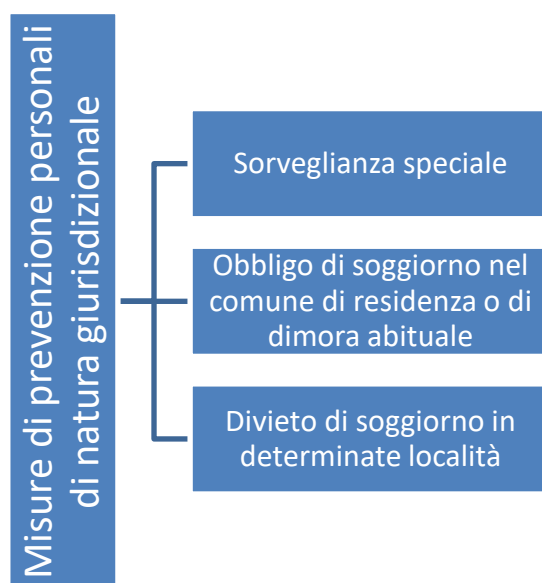 Misure di prevenzione personali
di natura giurisdizionale
Sorveglianza speciale
Obbligo di soggiorno nel
comune di residenza o di
dimora abituale
Divieto di soggiorno in
determinate località